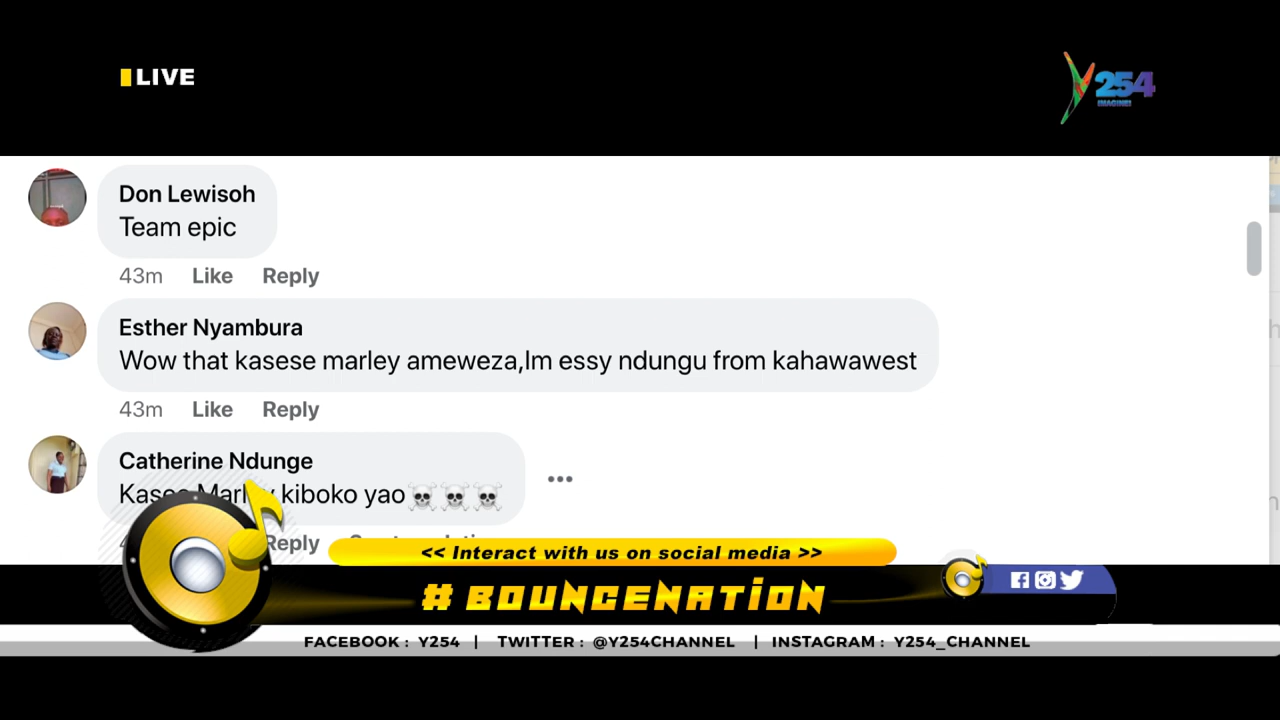 LIVE
Y254
IMAGINE!
Don Lewisoh
Team epic
43m Like Reply
Esther Nyambura
Wow that kasese marley ameweza,Im essy ndungu from kahawawest
43m Like Reply
Catherine Ndunge
kiboko yao☠️☠️☠️
Reply
<< Interact with us on social media >>
# BOUNCENATION
FACEBOOK : Y254 | TWITTER : @Y254CHANNEL | INSTAGRAM : Y254_CHANNEL